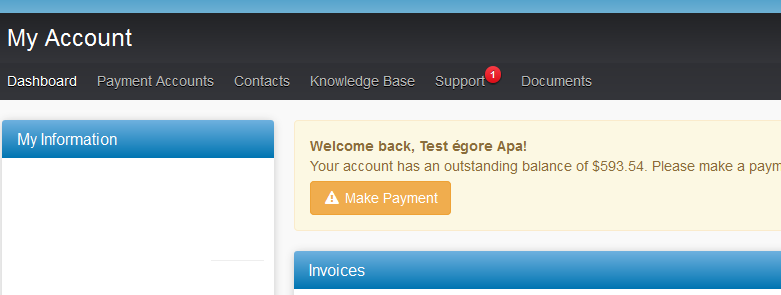 My Account
Dashboard Payment Accounts Contacts Knowledge Base Support 1 Documents
My Information
Welcome back, Test égore Apa!
Your account has an outstanding balance of $593.54. Please make a paym
Make Payment
Invoices